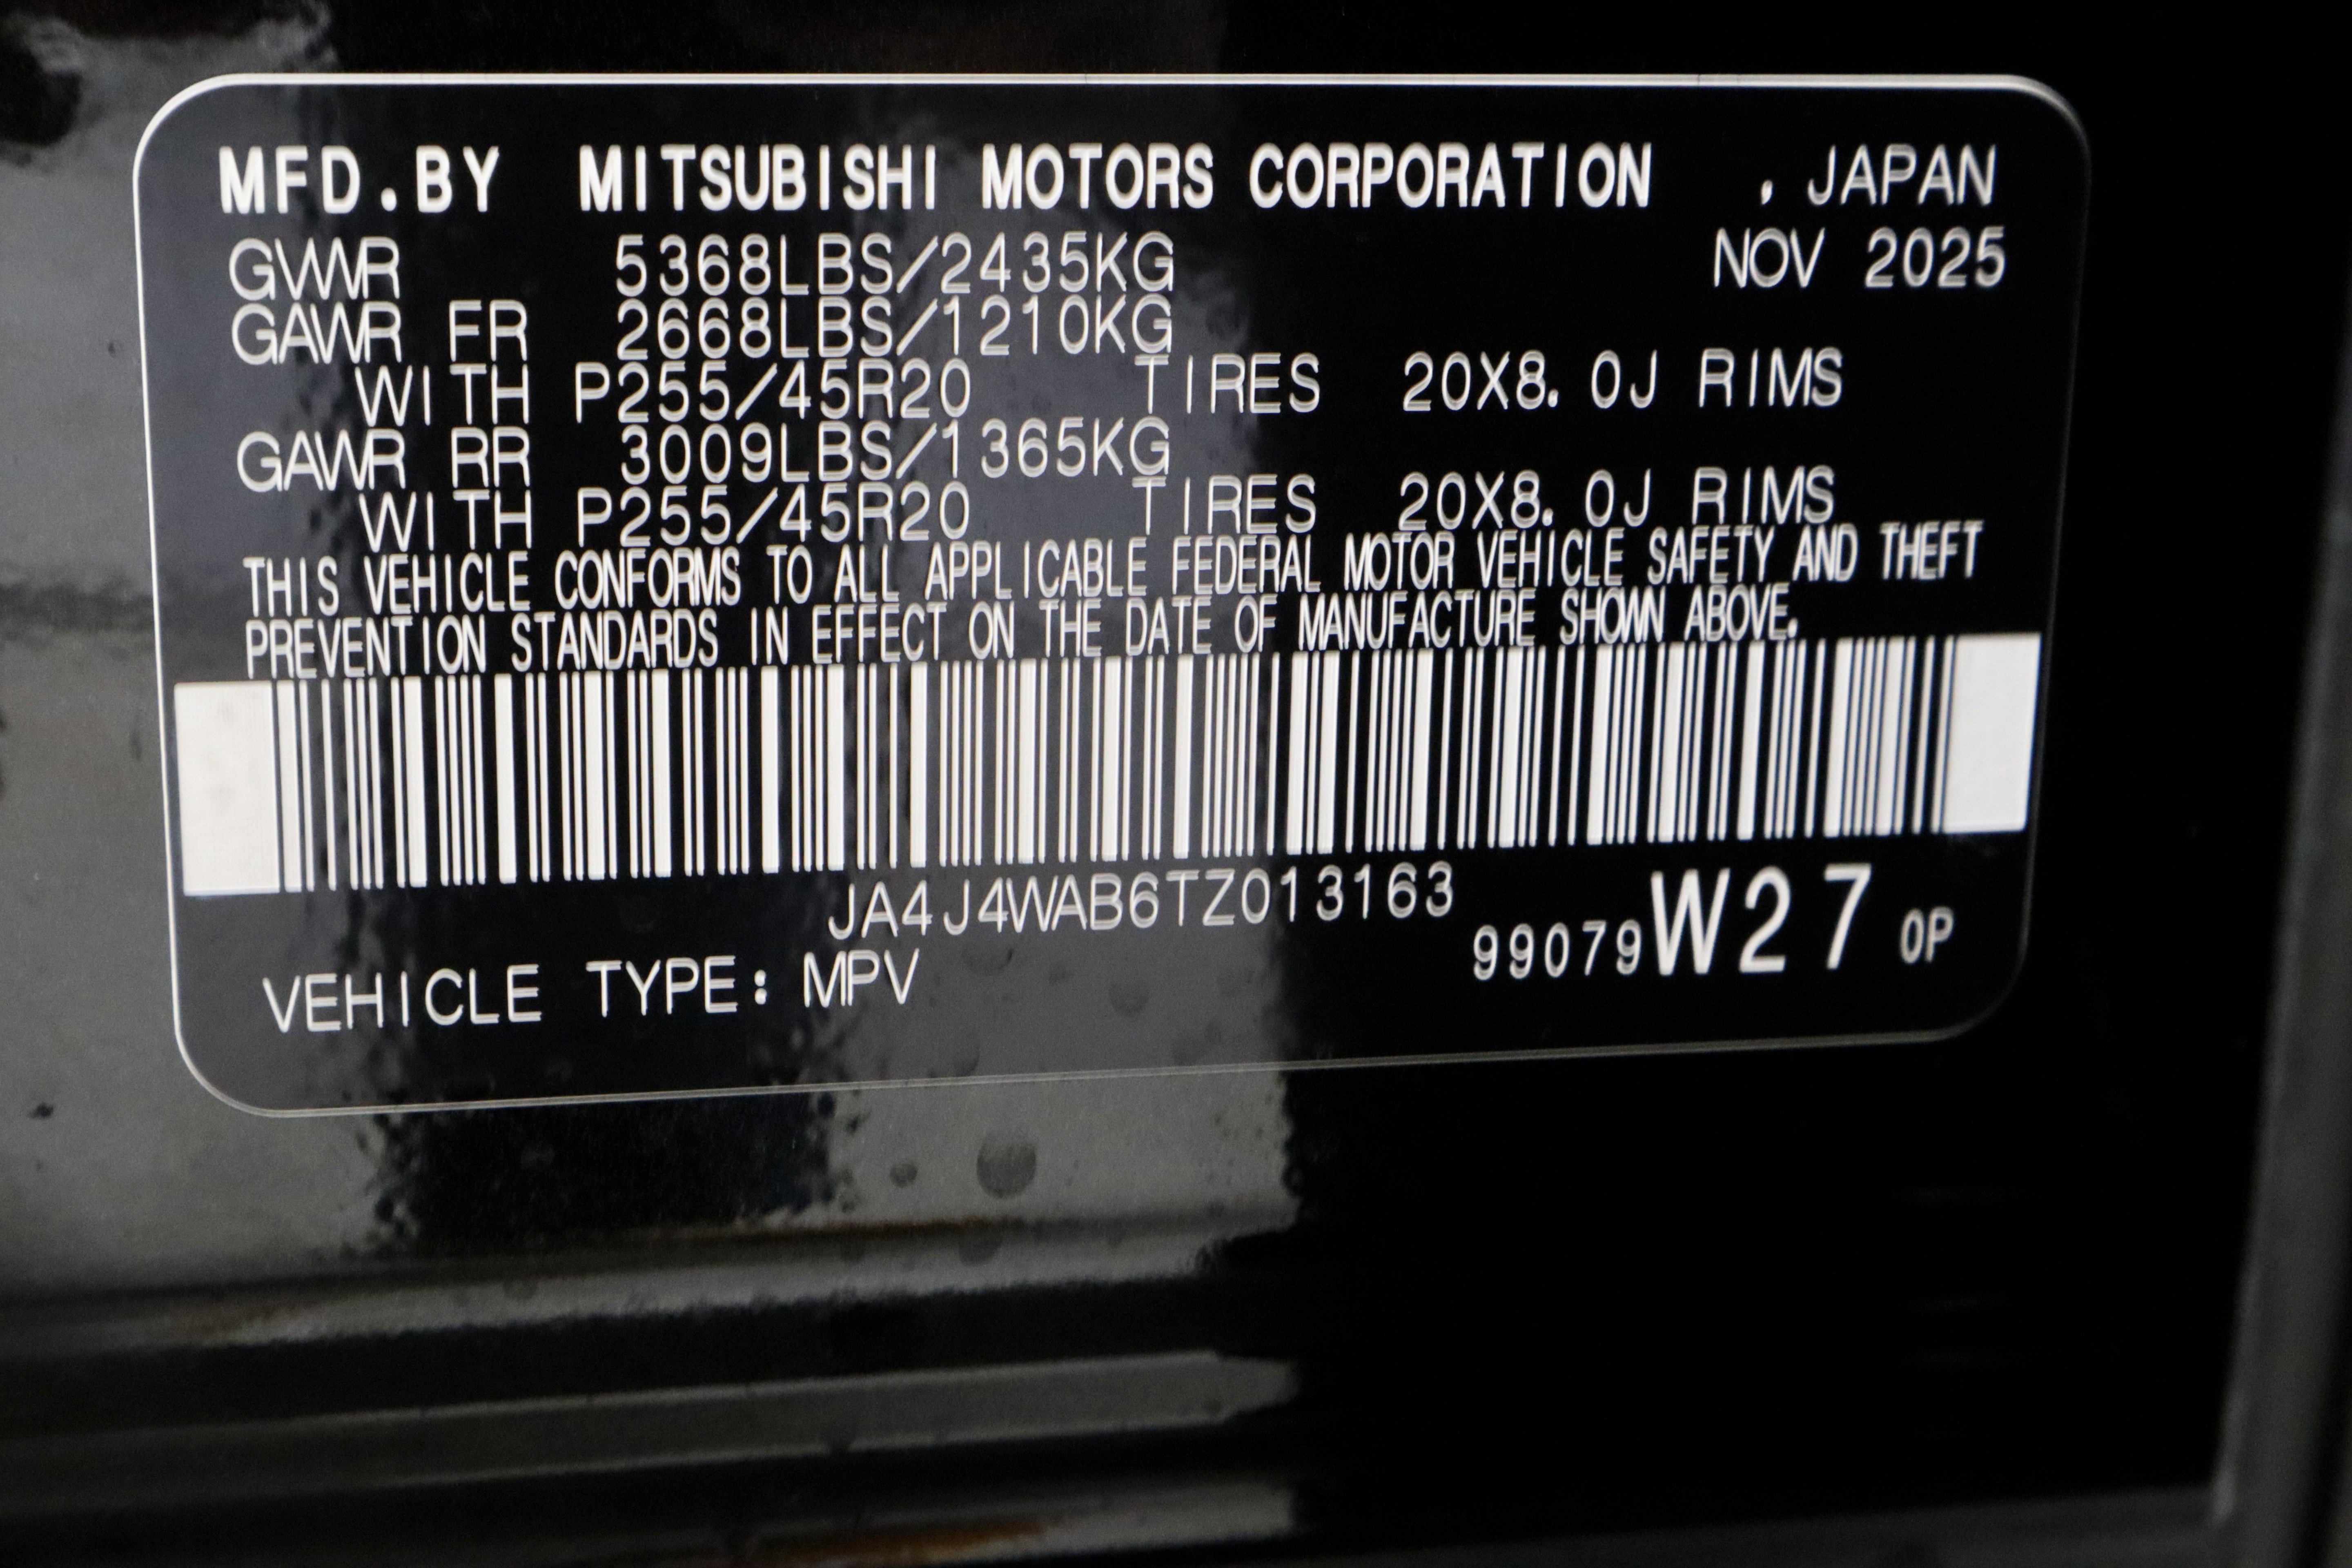 MFD.BY MITSUBISHI MOTORS CORPORATION , JAPAN
GVWR 5368LBS/2435KG NOV 2025
GAWR FR 2668LBS/1210KG
WITH P255/45R20 TIRES 20X8.0J RIMS
GAWR RR 3009LBS/1365KG
WITH P255/45R20 TIRES 20X8.0J RIMS
THIS VEHICLE CONFORMS TO ALL APPLICABLE FEDERAL MOTOR VEHICLE SAFETY AND THEFT
PREVENTION STANDARDS IN EFFECT ON THE DATE OF MANUFACTURE SHOWN ABOVE.
JA4J4WAB6TZ013163
99079W27 0P
VEHICLE TYPE: MPV